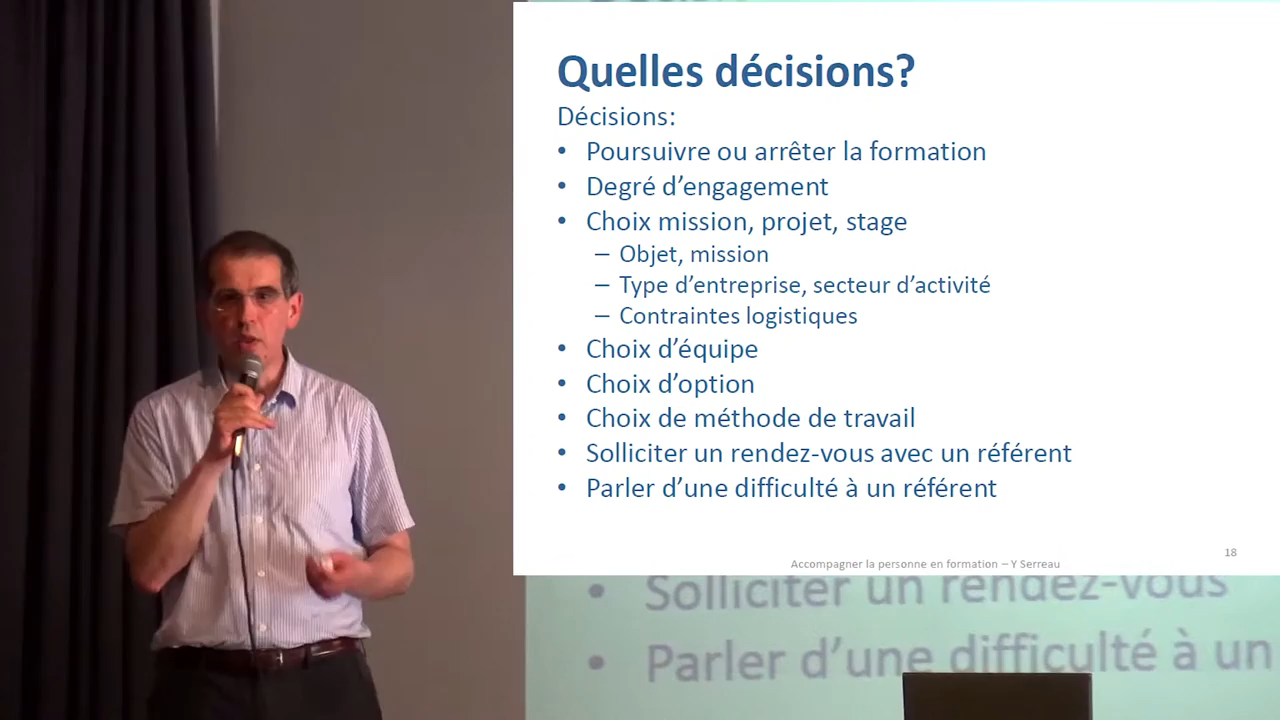 Quelles décisions?
Décisions:
• Poursuivre ou arrêter la formation
• Degré d'engagement
• Choix mission, projet, stage
– Objet, mission
– Type d'entreprise, secteur d'activité
– Contraintes logistiques
• Choix d'équipe
• Choix d'option
• Choix de méthode de travail
• Solliciter un rendez-vous avec un référent
• Parler d'une difficulté à un référent
18
Accompagner la personne en formation – Y Serreau
• Solliciter un rendez-vous
• Parler d'une difficulté à un